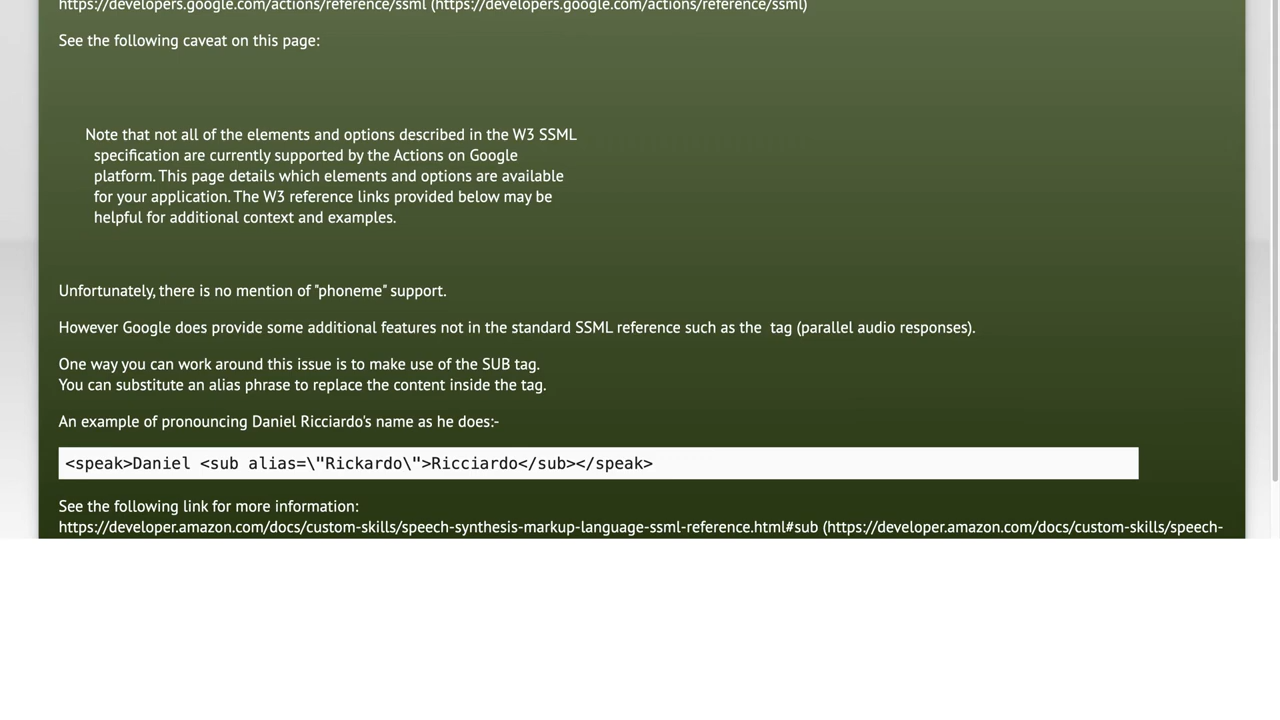 https://developers.google.com/actions/reference/ssml (https://developers.google.com/actions/reference/ssml)
See the following caveat on this page:
Note that not all of the elements and options described in the W3 SSML
specification are currently supported by the Actions on Google
platform. This page details which elements and options are available
for your application. The W3 reference links provided below may be
helpful for additional context and examples.
Unfortunately, there is no mention of "phoneme" support.
However Google does provide some additional features not in the standard SSML reference such as the  tag (parallel audio responses).
One way you can work around this issue is to make use of the SUB tag.
You can substitute an alias phrase to replace the content inside the tag.
An example of pronouncing Daniel Ricciardo's name as he does:-
<speak>Daniel <sub alias=\"Rickardo\">Ricciardo</sub></speak>
See the following link for more information:
https://developer.amazon.com/docs/custom-skills/speech-synthesis-markup-language-ssml-reference.html#sub (https://developer.amazon.com/docs/custom-skills/speech-